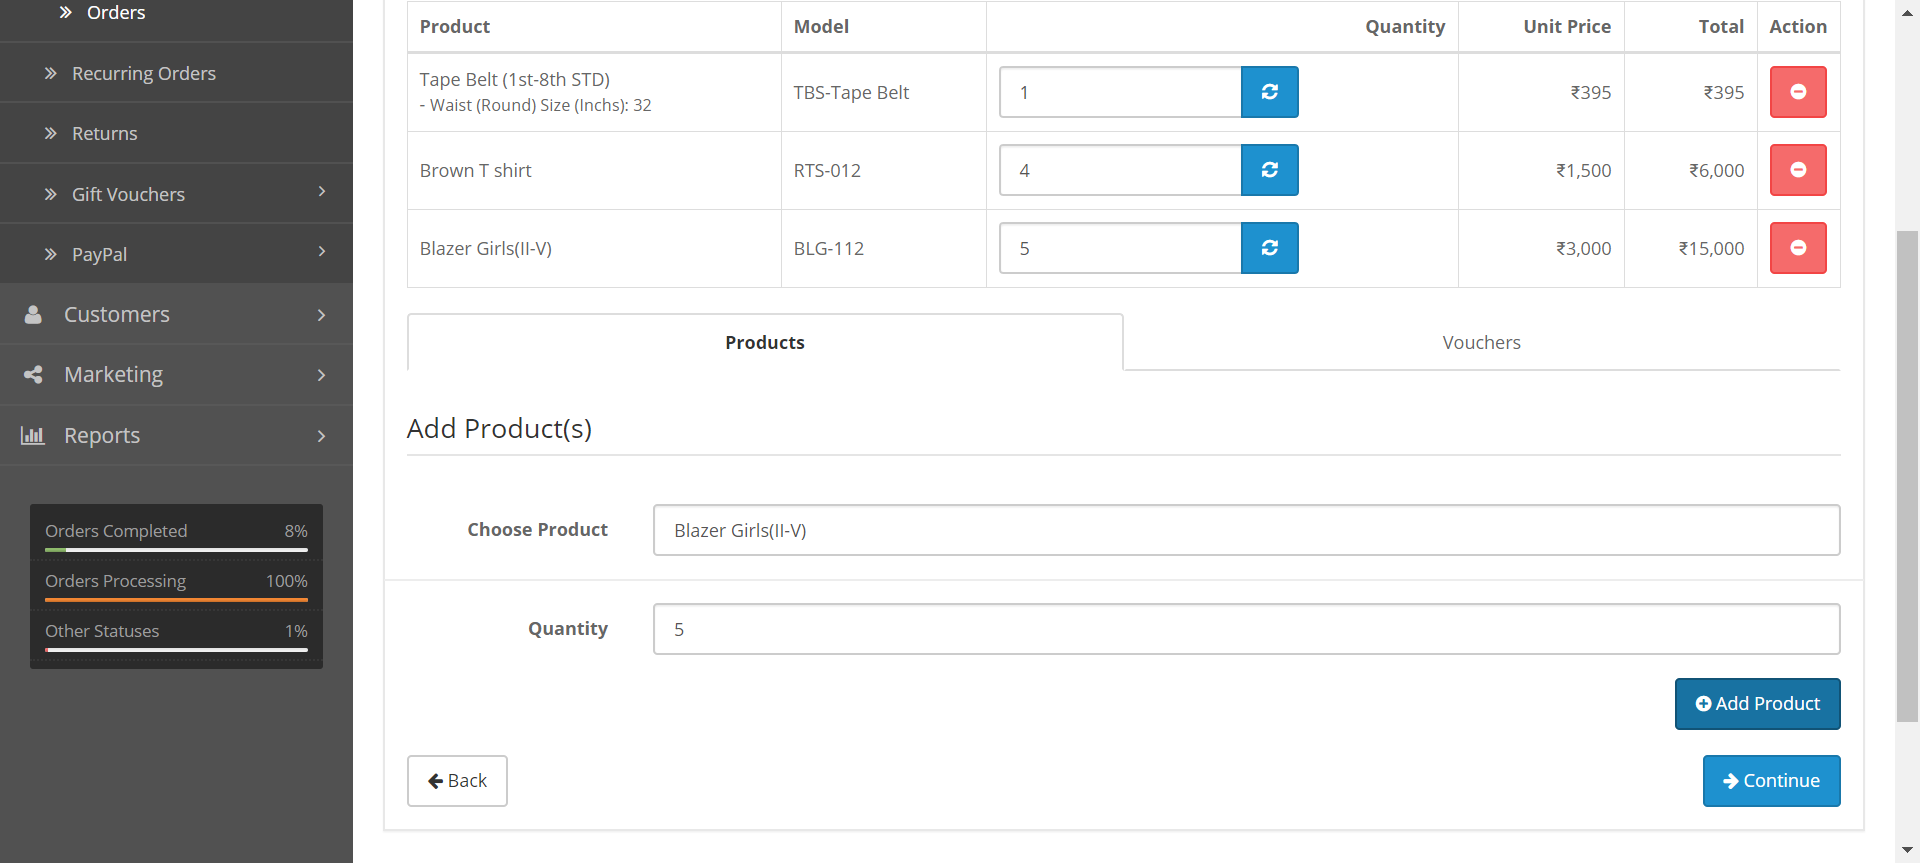 Orders
Recurring Orders
Returns
Gift Vouchers
PayPal
Customers
Marketing
Reports
Orders Completed 8%
Orders Processing 100%
Other Statuses 1%
Product Model Quantity Unit Price Total Action
Tape Belt (1st-8th STD)
- Waist (Round) Size (Inchs): 32
TBS-Tape Belt 1 ₹395 ₹395
Brown T shirt RTS-012 4 ₹1,500 ₹6,000
Blazer Girls(II-V) BLG-112 5 ₹3,000 ₹15,000
Products Vouchers
Add Product(s)
Choose Product Blazer Girls(II-V)
Quantity 5
Add Product
Back Continue